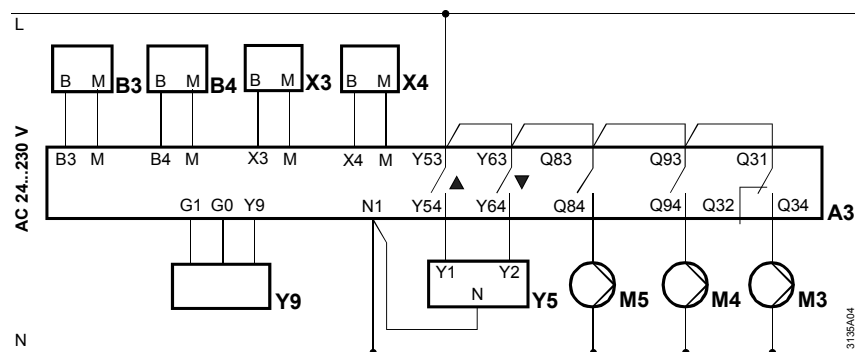 L
B M B3 B M B4 B M X3 B M X4
AC 24...230 V
B3 M B4 M X3 M X4 M Y53 Y63 Q83 Q93 Q31
▲ ▼
G1 G0 Y9 N1 Y54 Y64 Q84 Q94 Q32 Q34 A3
Y1 Y2
N
Y9 Y5 M5 M4 M3
N
3135A04